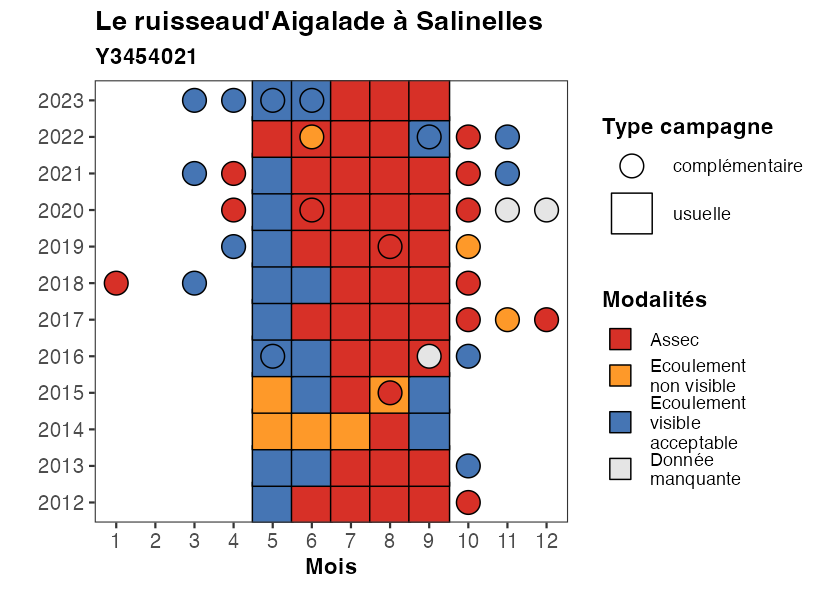 Le ruisseaud'Aigalade à Salinelles
Y3454021
2023
2022
2021
2020
2019
2018
2017
2016
2015
2014
2013
2012
1 2 3 4 5 6 7 8 9 10 11 12
Mois
Type campagne
complémentaire
usuelle
Modalités
Assec
Ecoulement
non visible
Ecoulement
visible
acceptable
Donnée
manquante